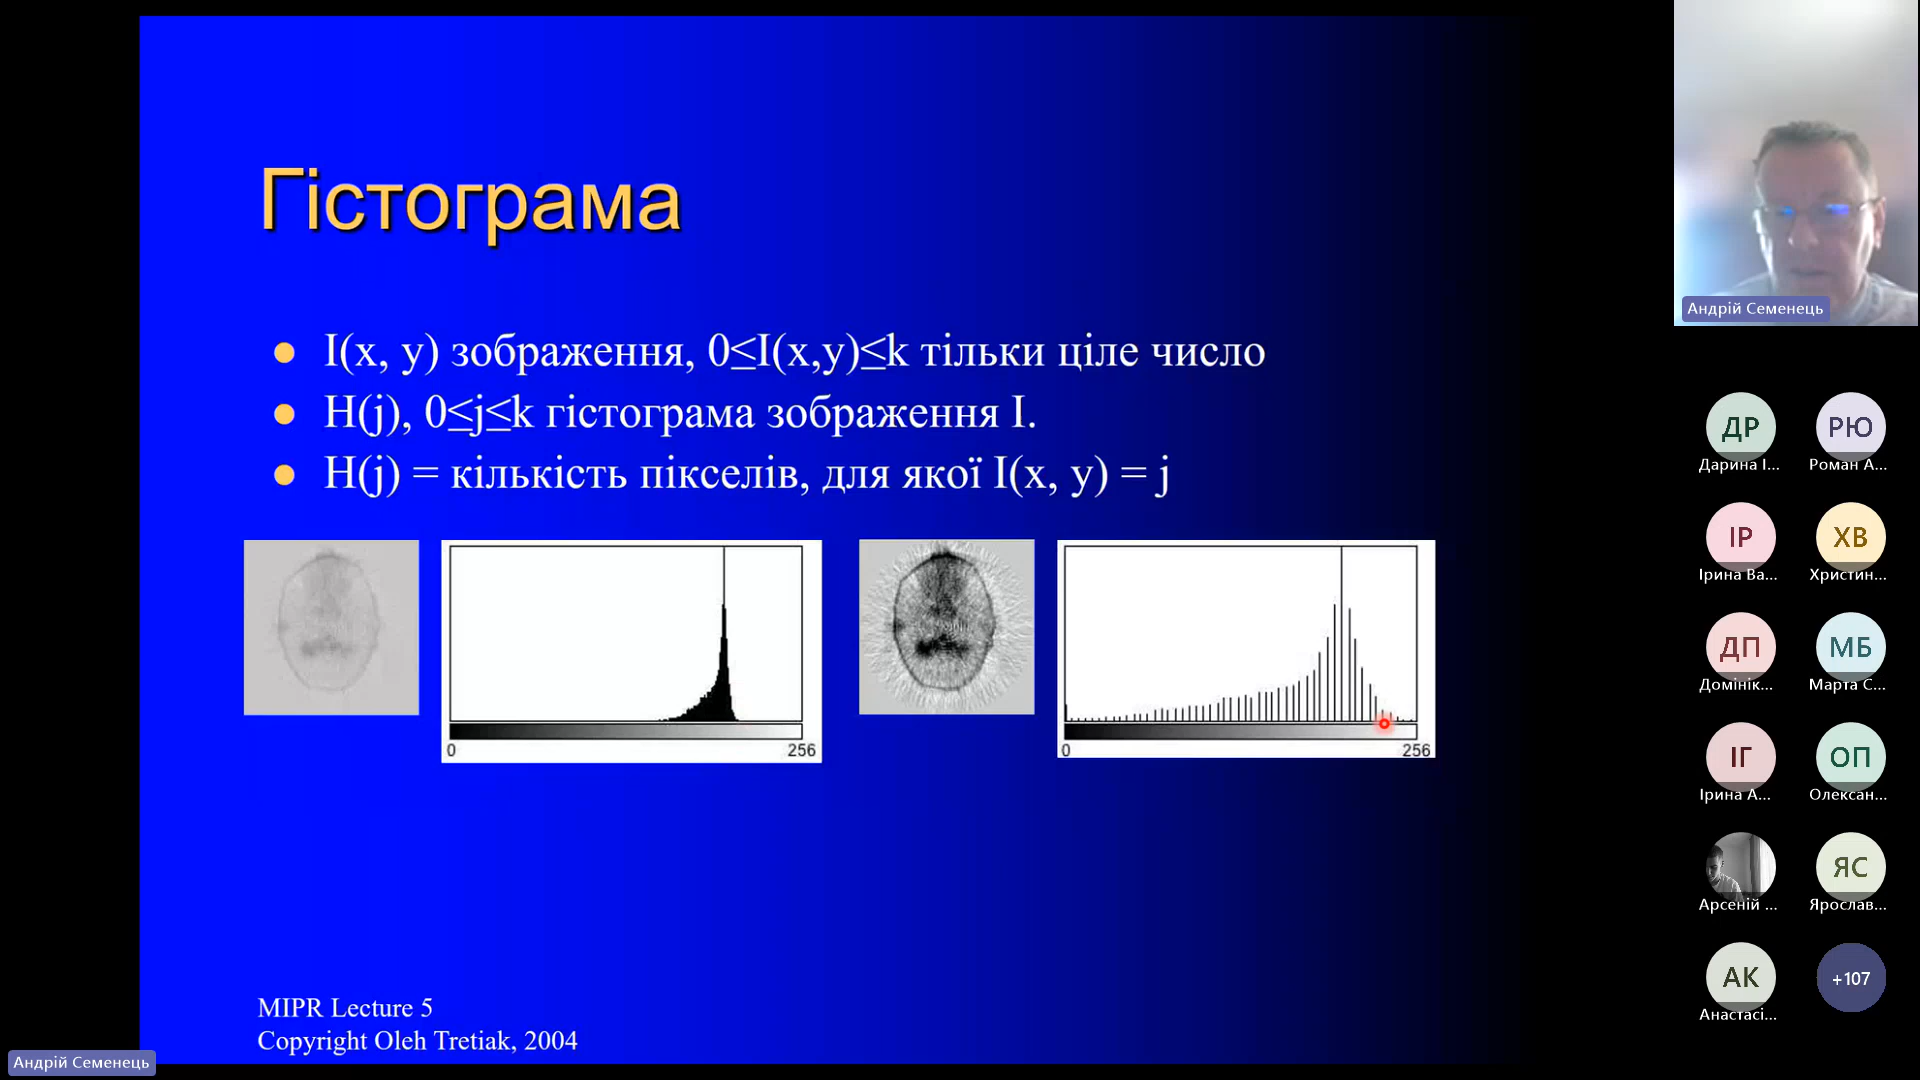 Гістограма
I(x, y) зображення, 0≤I(x,y)≤k тільки ціле число
H(j), 0≤j≤k гістограма зображення I.
H(j) = кількість пікселів, для якої I(x, y) = j
0 256
0 256
MIPR Lecture 5
Copyright Oleh Tretiak, 2004
Андрій Семенець
Андрій Семенець
ДР РЮ
Дарина І... Роман А...
ІР ХВ
Ірина Ва... Христин...
ДП МБ
Домінік... Марта С...
ІГ ОП
Ірина А... Олексан...
ЯС
Арсеній ... Ярослав...
АК +107
Анастасі...